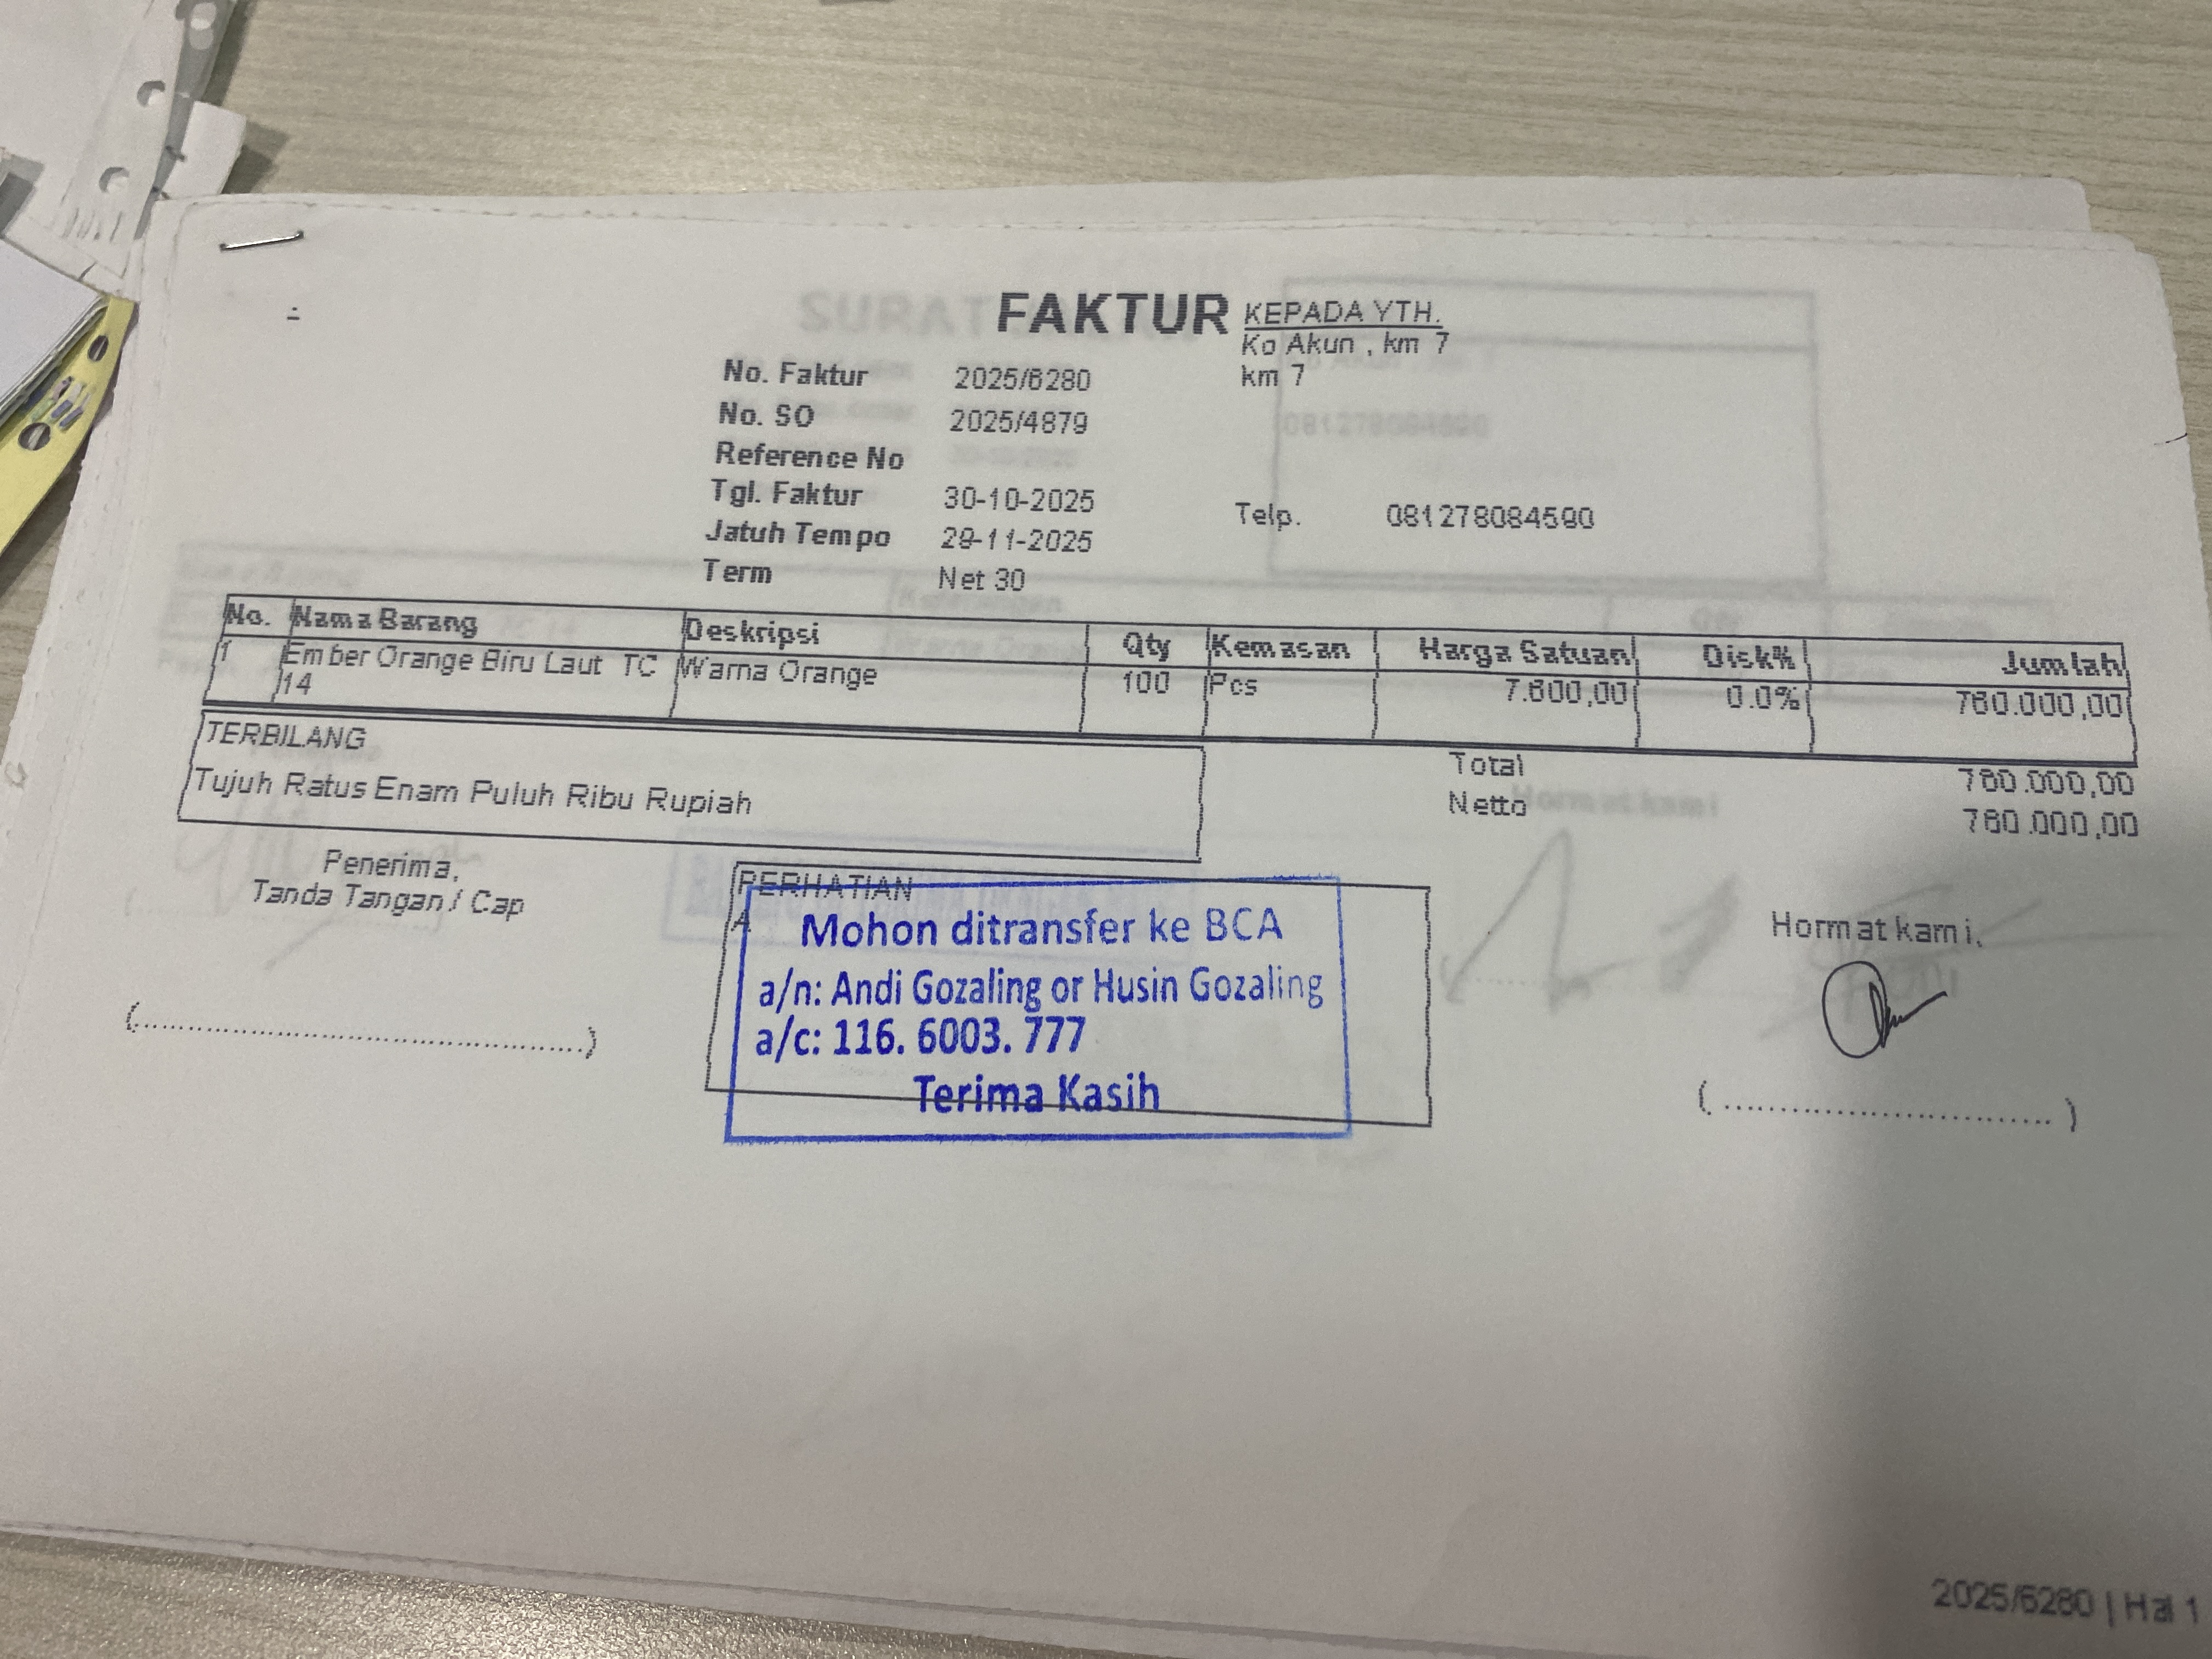 FAKTUR
KEPADA YTH.
Ko Akun , km 7
km 7
No. Faktur 2025/6280
No. SO 2025/4879
Reference No
Tgl. Faktur 30-10-2025
Telp. 081278084590
Jatuh Tempo 29-11-2025
Term Net 30
No. Nama Barang Deskripsi Qty Kemasan Harga Satuan Disk% Jumlah
1 Ember Orange Biru Laut TC Warna Orange 100 Pcs 7.600,00 0.0% 760.000,00
14
TERBILANG
Tujuh Ratus Enam Puluh Ribu Rupiah
Total 760.000,00
Netto 760.000,00
Penerima,
Tanda Tangan / Cap
(...............................................)
PERHATIAN
A
Mohon ditransfer ke BCA
a/n: Andi Gozaling or Husin Gozaling
a/c: 116. 6003. 777
Terima Kasih
Hormat kami,
( ................................... )
2025/6280 | Hal 1
SURAT
081278084590
Hormat kami